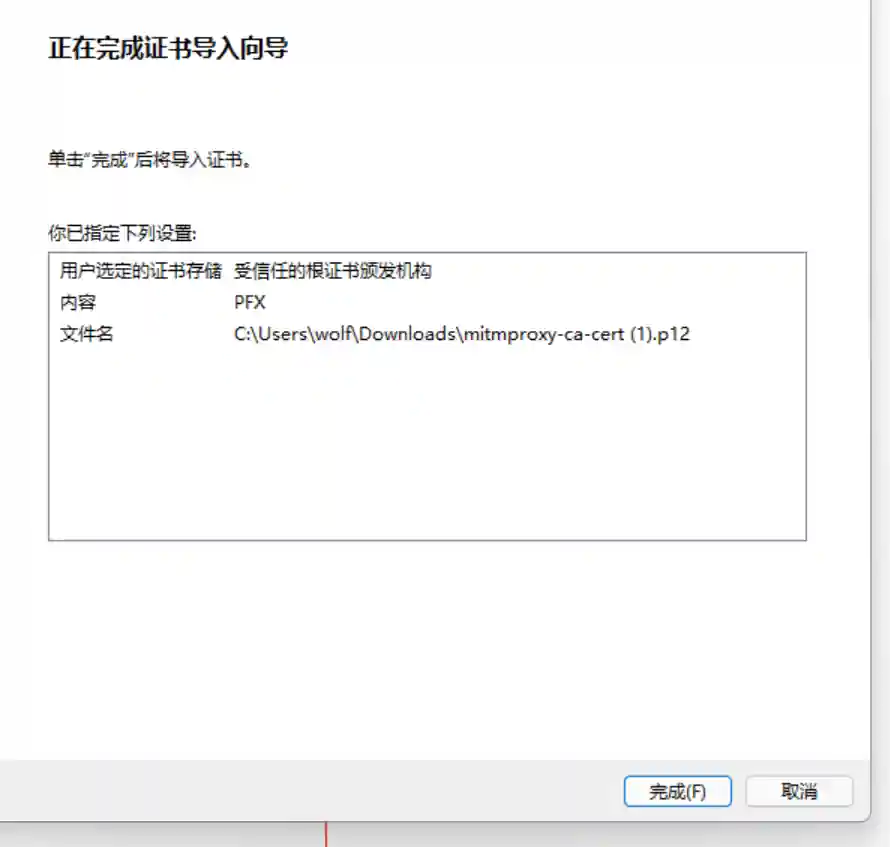 正在完成证书导入向导
单击“完成”后将导入证书。
你已指定下列设置:
用户选定的证书存储 受信任的根证书颁发机构
内容 PFX
文件名 C:\Users\wolf\Downloads\mitmproxy-ca-cert (1).p12
完成(F) 取消